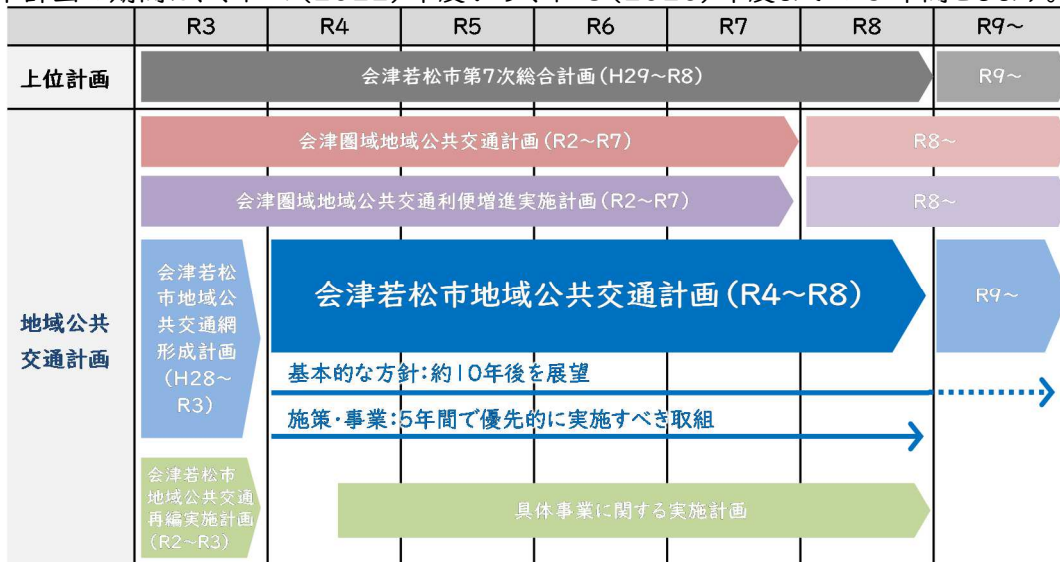 R3 R4 R5 R6 R7 R8 R9～
上位計画
会津若松市第7次総合計画(H29～R8)
R9～
地域公共
交通計画
会津圏域地域公共交通計画(R2～R7)
R8～
会津圏域地域公共交通利便増進実施計画(R2～R7)
R8～
会津若松
市地域公
共交通網
形成計画
(H28～
R3)
会津若松市地域公共交通計画(R4～R8)
R9～
基本的な方針:約10年後を展望
施策・事業:5年間で優先的に実施すべき取組
会津若松市
地域公共交通
再編実施計画
(R2～R3)
具体事業に関する実施計画